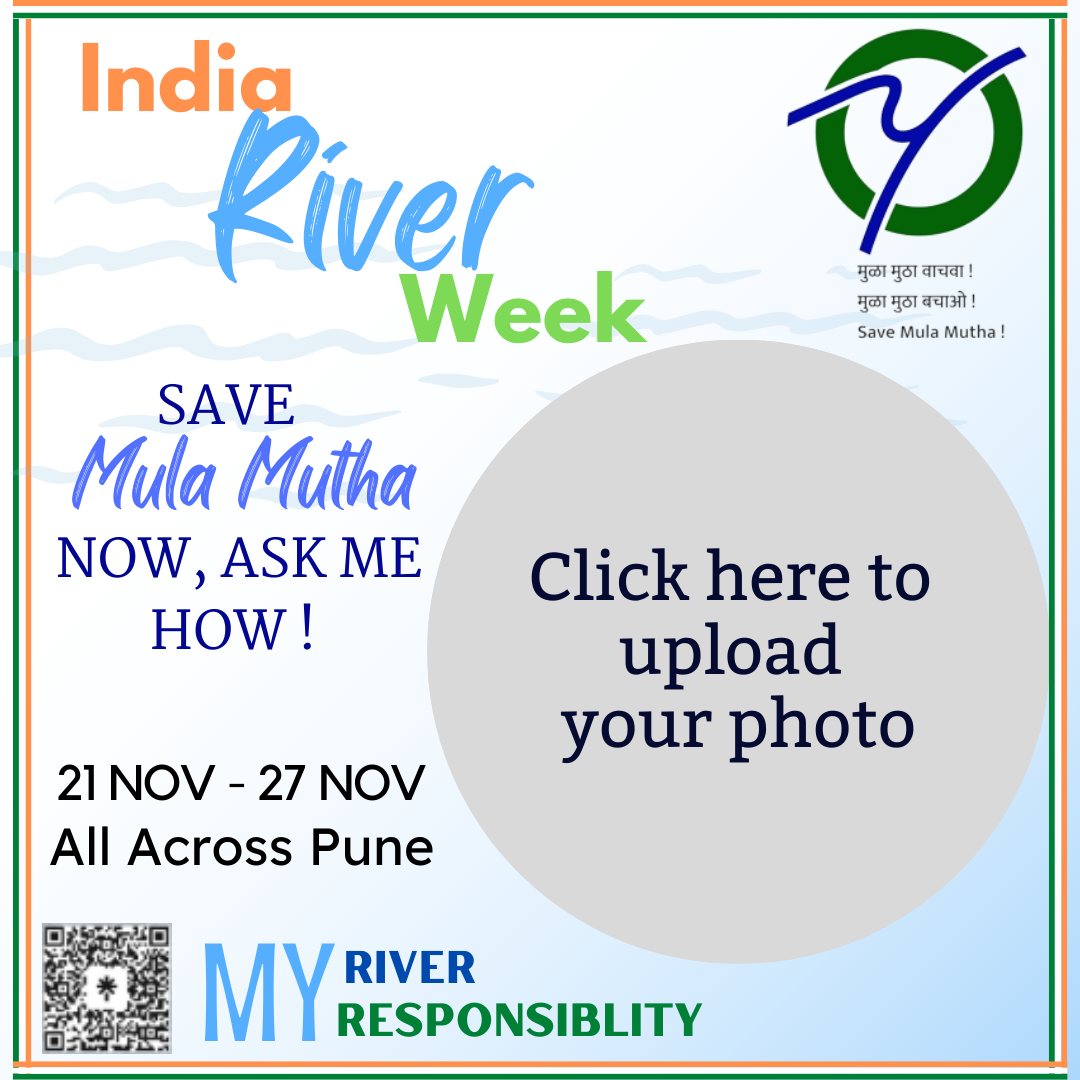 India
River
Week
मुळा मुठा वाचवा !
मुळा मुठा बचाओ !
Save Mula Mutha !
SAVE
Mula Mutha
NOW, ASK ME
HOW !
Click here to
upload
your photo
21 NOV - 27 NOV
All Across Pune
MY RIVER
RESPONSIBLITY